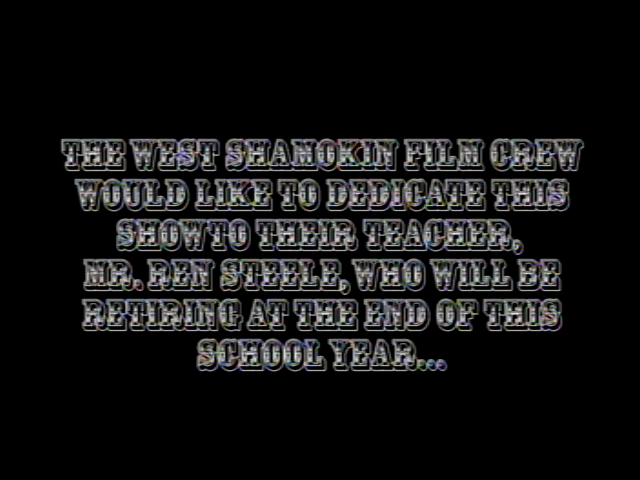 THE WEST SHAMOKIN FILM CREW
WOULD LIKE TO DEDICATE THIS
SHOWTO THEIR TEACHER,
MR. REN STEELE, WHO WILL BE
RETIRING AT THE END OF THIS
SCHOOL YEAR...